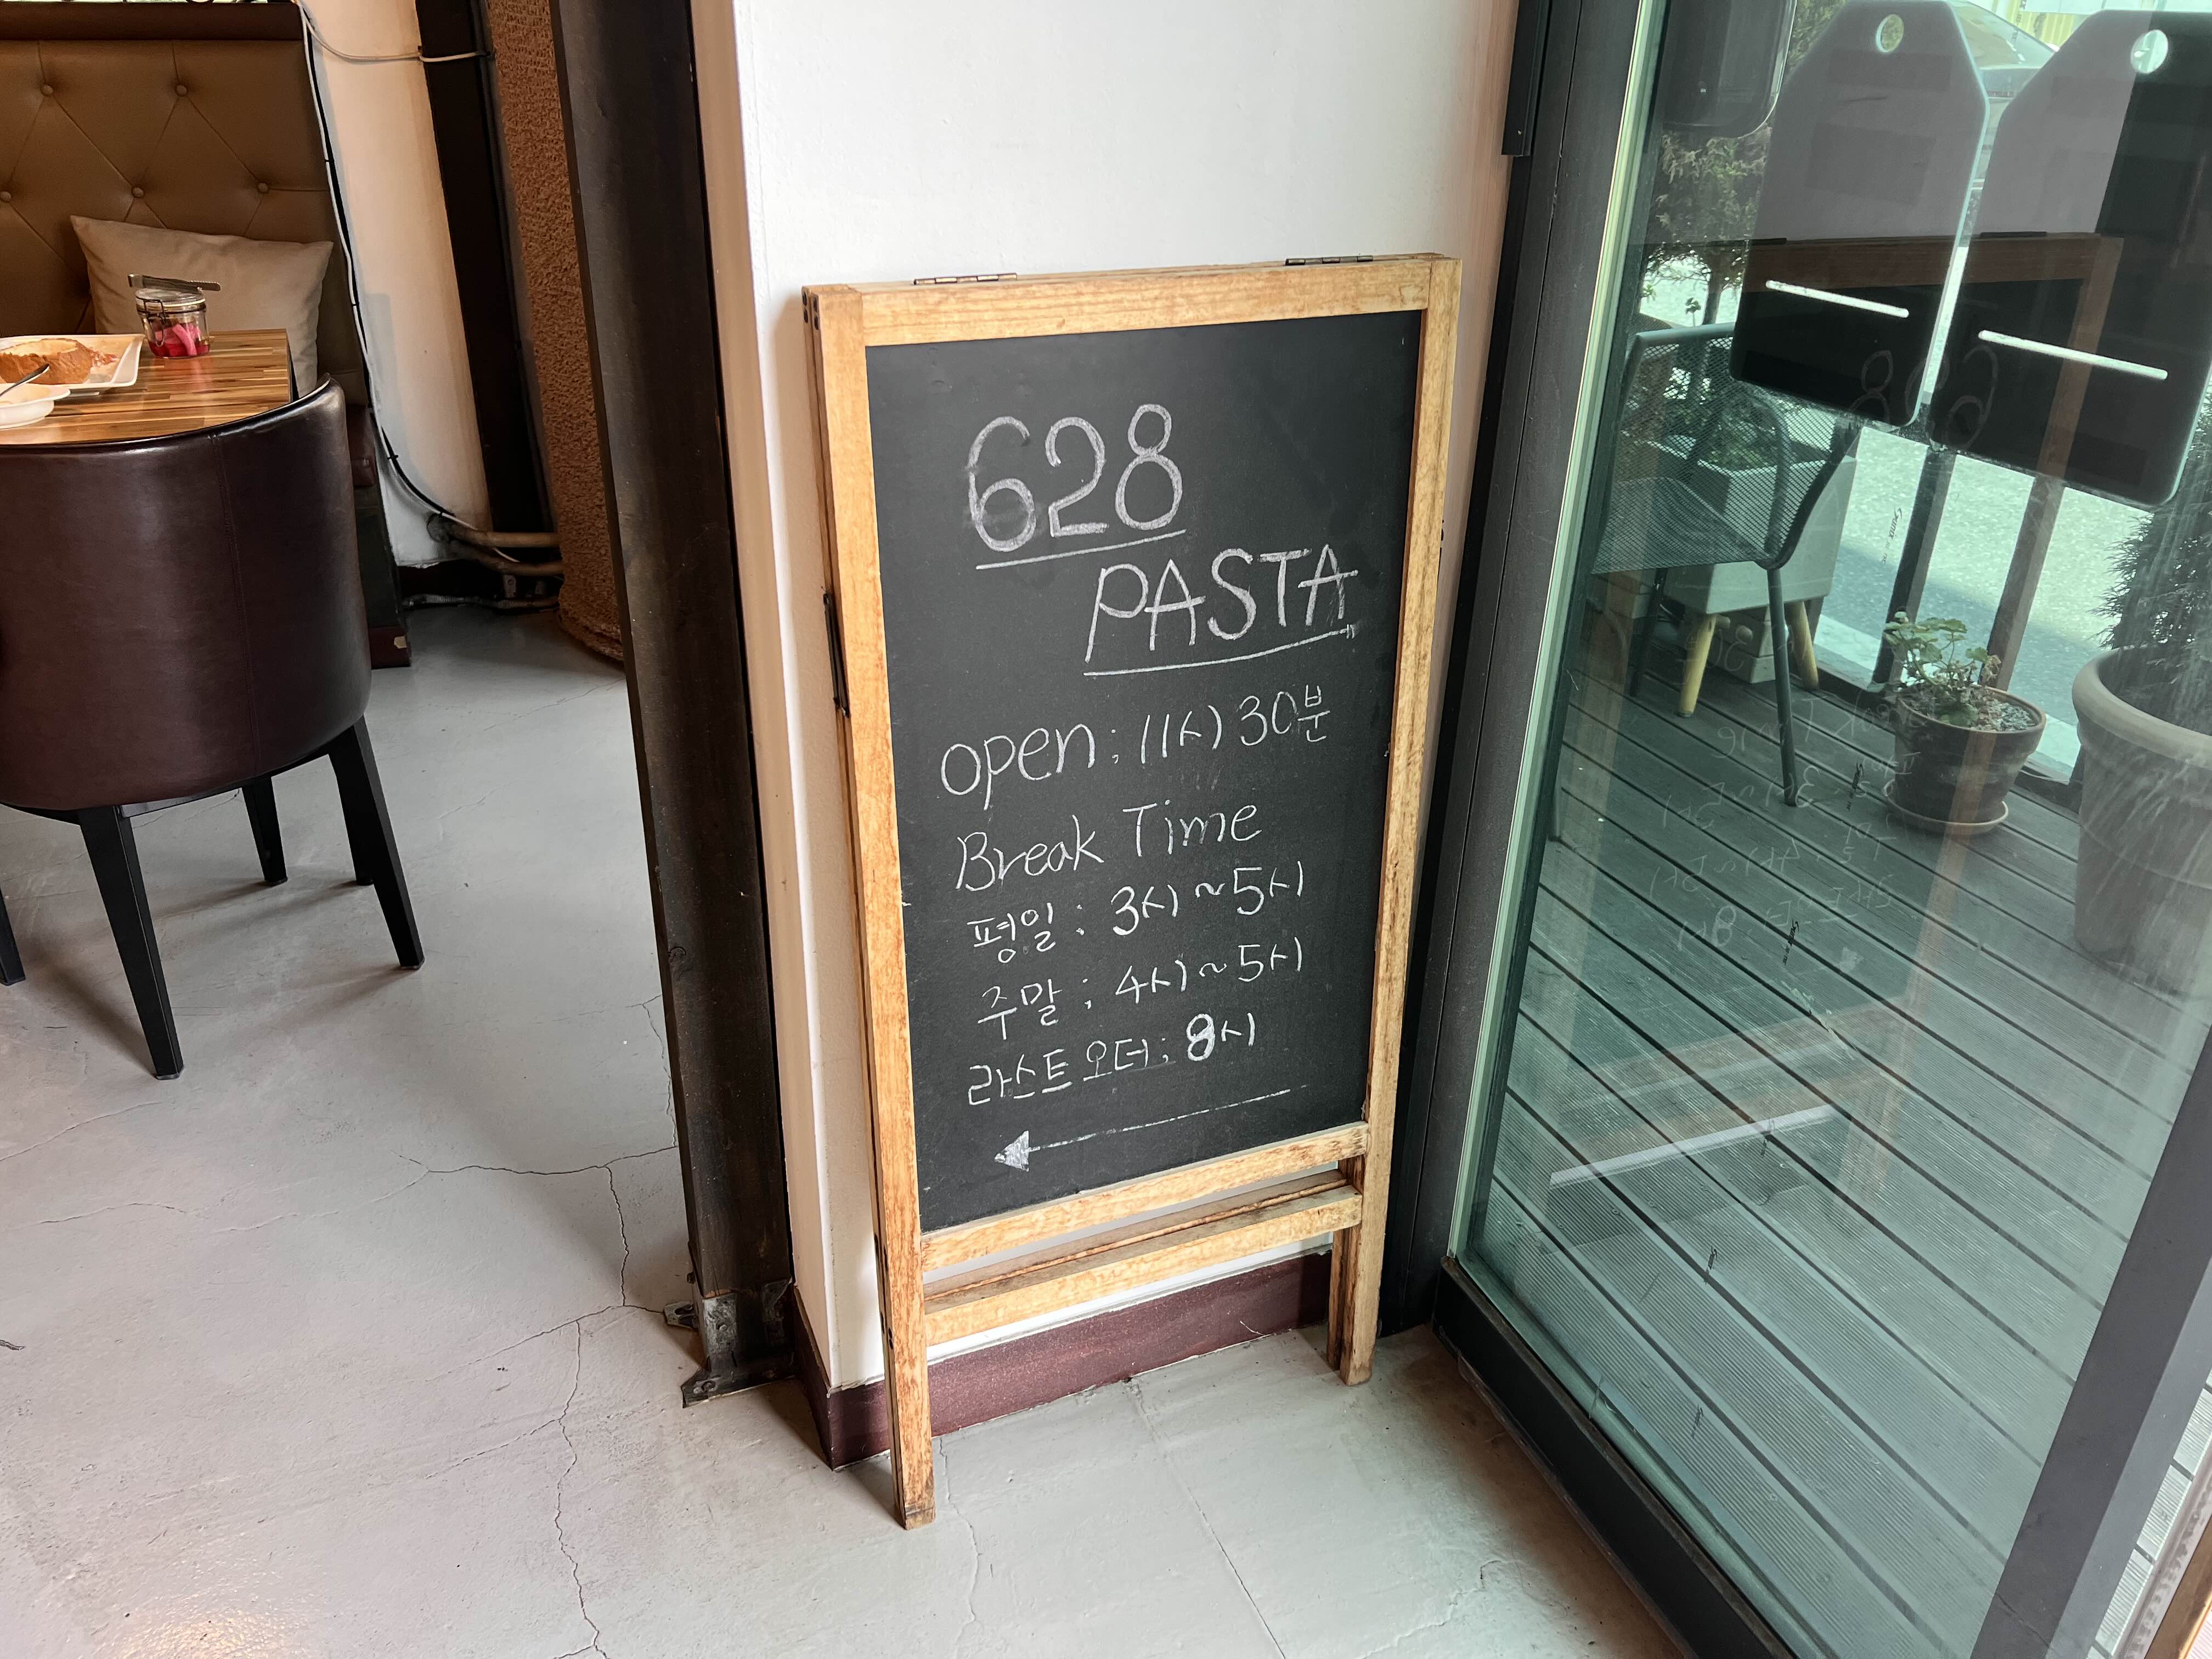 628
PASTA
open; 11시 30분
Break Time
평일: 3시~5시
주말; 4시~5시
라스트 오더; 8시